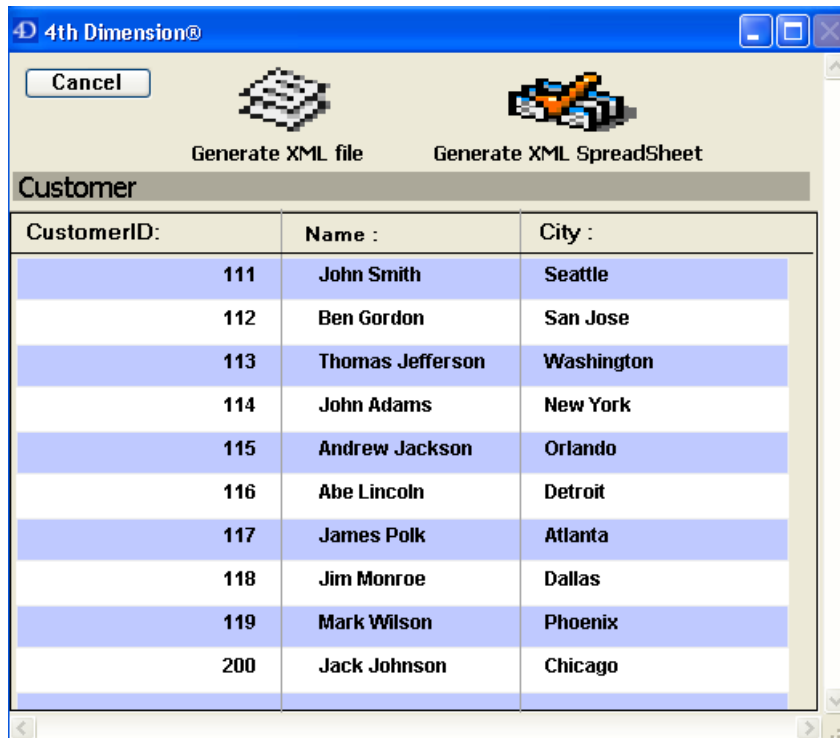 4D 4th Dimension®
Cancel
Generate XML file Generate XML SpreadSheet
Customer
CustomerID: Name : City :
111 John Smith Seattle
112 Ben Gordon San Jose
113 Thomas Jefferson Washington
114 John Adams New York
115 Andrew Jackson Orlando
116 Abe Lincoln Detroit
117 James Polk Atlanta
118 Jim Monroe Dallas
119 Mark Wilson Phoenix
200 Jack Johnson Chicago